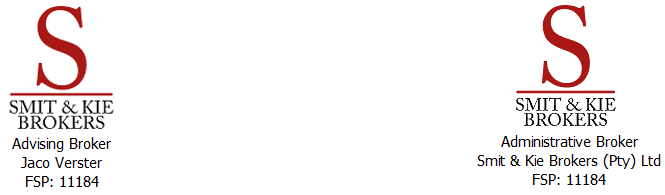 S
SMIT & KIE
BROKERS
Advising Broker
Jaco Verster
FSP: 11184
S
SMIT & KIE
BROKERS
Administrative Broker
Smit & Kie Brokers (Pty) Ltd
FSP: 11184